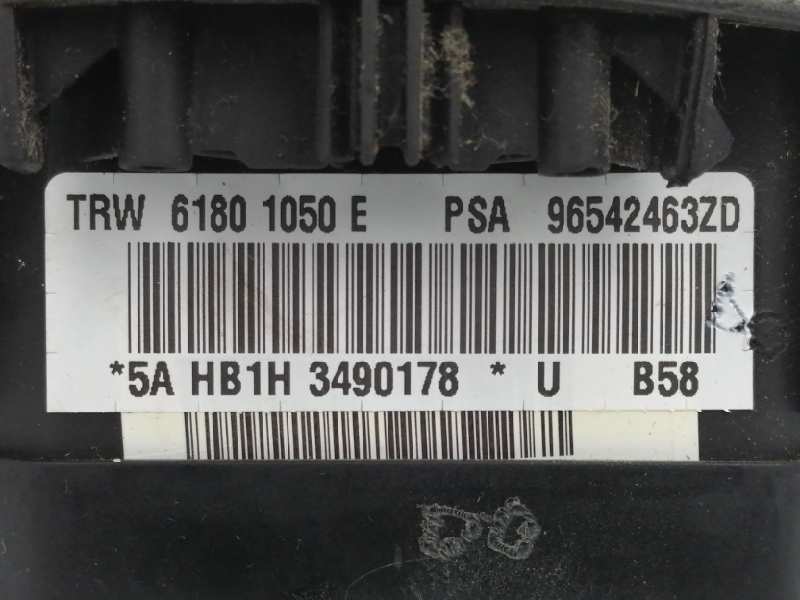 TRW 6180 1050 E PSA 96542463ZD
*5A HB1H 3490178 * U B58